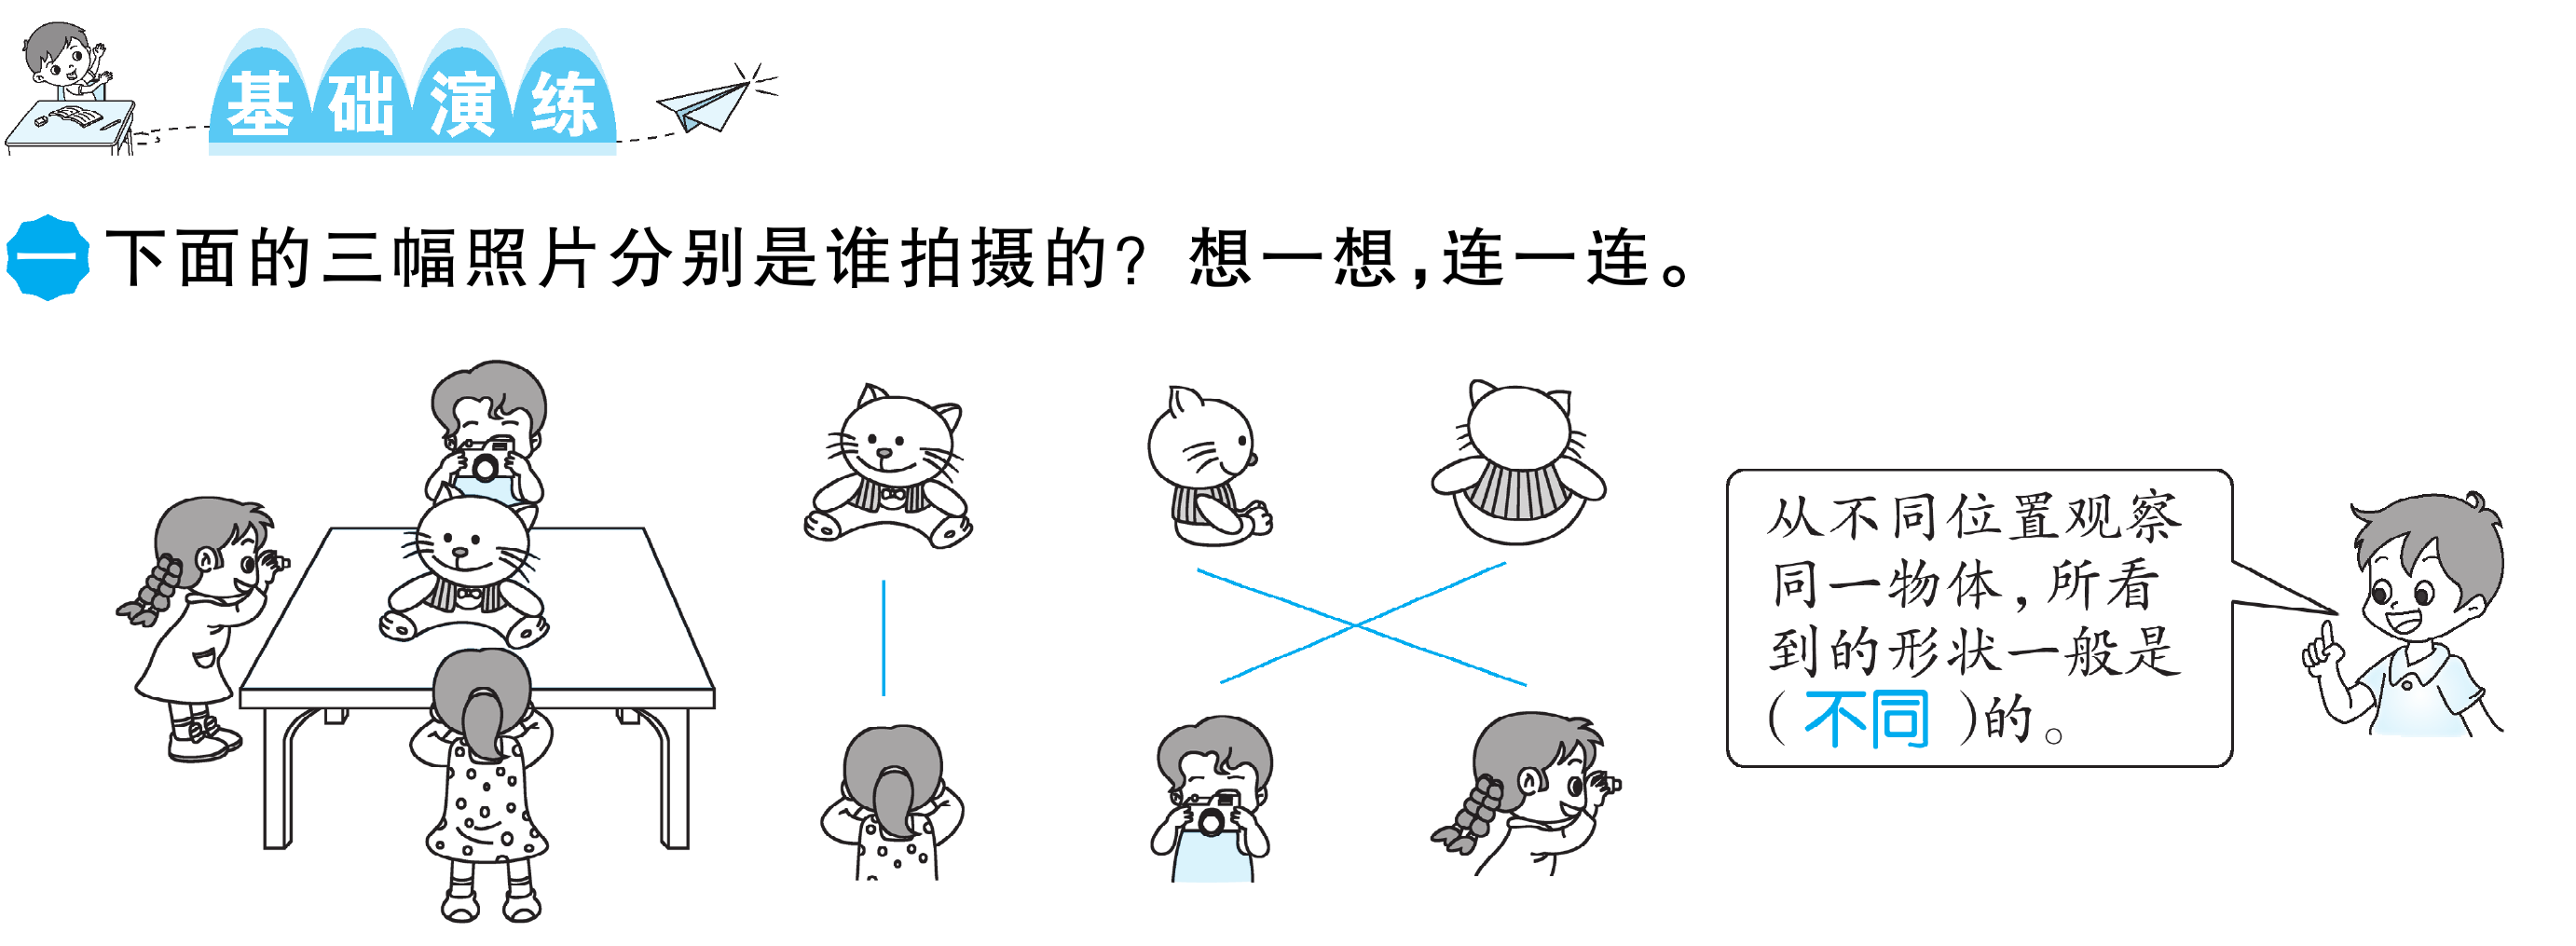 基础演练
一 下面的三幅照片分别是谁拍摄的？想一想，连一连。
从不同位置观察
同一物体，所看
到的形状一般是
（不同）的。